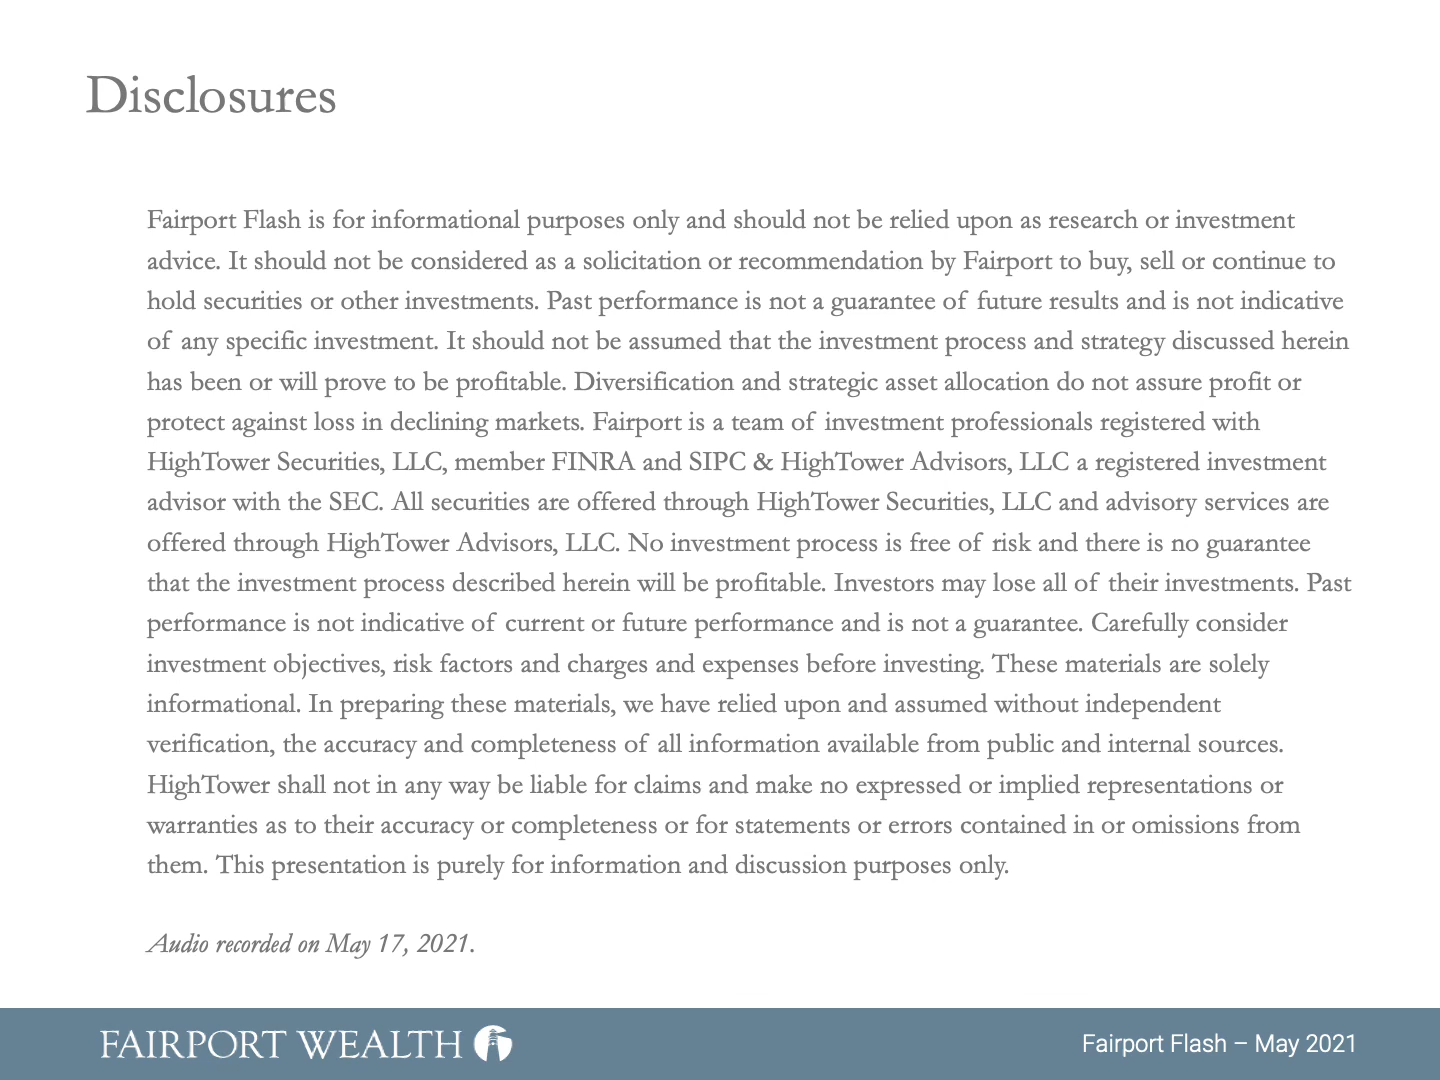 Disclosures
Fairport Flash is for informational purposes only and should not be relied upon as research or investment
advice. It should not be considered as a solicitation or recommendation by Fairport to buy, sell or continue to
hold securities or other investments. Past performance is not a guarantee of future results and is not indicative
of any specific investment. It should not be assumed that the investment process and strategy discussed herein
has been or will prove to be profitable. Diversification and strategic asset allocation do not assure profit or
protect against loss in declining markets. Fairport is a team of investment professionals registered with
HighTower Securities, LLC, member FINRA and SIPC & HighTower Advisors, LLC a registered investment
advisor with the SEC. All securities are offered through HighTower Securities, LLC and advisory services are
offered through HighTower Advisors, LLC. No investment process is free of risk and there is no guarantee
that the investment process described herein will be profitable. Investors may lose all of their investments. Past
performance is not indicative of current or future performance and is not a guarantee. Carefully consider
investment objectives, risk factors and charges and expenses before investing. These materials are solely
informational. In preparing these materials, we have relied upon and assumed without independent
verification, the accuracy and completeness of all information available from public and internal sources.
HighTower shall not in any way be liable for claims and make no expressed or implied representations or
warranties as to their accuracy or completeness or for statements or errors contained in or omissions from
them. This presentation is purely for information and discussion purposes only.
Audio recorded on May 17, 2021.
FAIRPORT WEALTH
Fairport Flash – May 2021